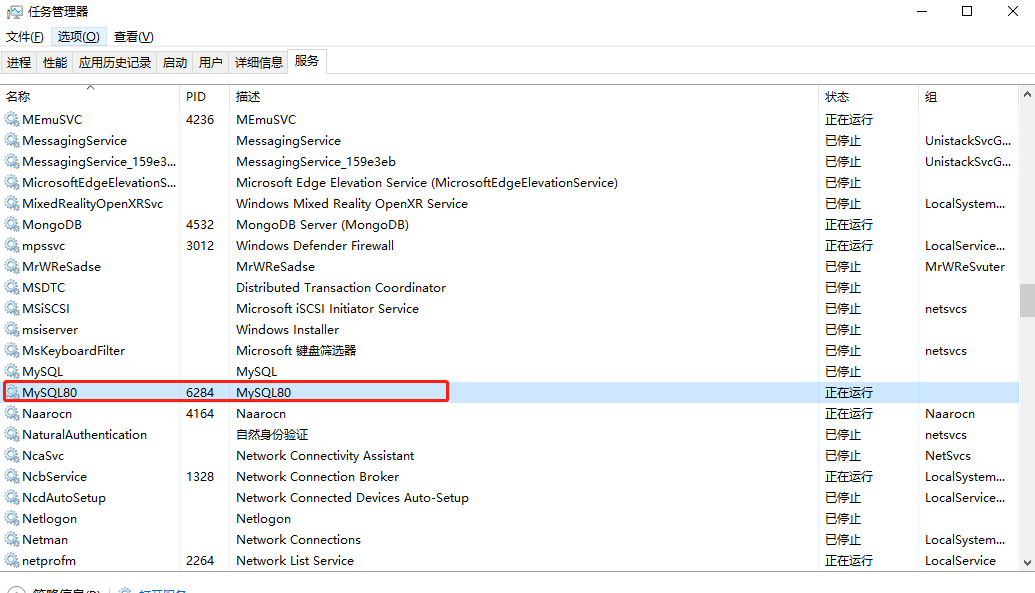 任务管理器
文件(F) 选项(O) 查看(V)
进程 性能 应用历史记录 启动 用户 详细信息 服务
名称 PID 描述 状态 组
MEmuSVC 4236 MEmuSVC 正在运行
MessagingService MessagingService 已停止 UnistackSvcG...
MessagingService_159e3... MessagingService_159e3eb 已停止 UnistackSvcG...
MicrosoftEdgeElevationS... Microsoft Edge Elevation Service (MicrosoftEdgeElevationService) 已停止
MixedRealityOpenXRSvc Windows Mixed Reality OpenXR Service 已停止 LocalSystem...
MongoDB 4532 MongoDB Server (MongoDB) 正在运行
mpssvc 3012 Windows Defender Firewall 正在运行 LocalService...
MrWReSadse MrWReSadse 已停止 MrWReSvuter
MSDTC Distributed Transaction Coordinator 已停止
MSiSCSI Microsoft iSCSI Initiator Service 已停止 netsvcs
msiserver Windows Installer 已停止
MsKeyboardFilter Microsoft 键盘筛选器 已停止 netsvcs
MySQL MySQL 已停止
MySQL80 6284 MySQL80 正在运行
Naarocn 4164 Naarocn 正在运行 Naarocn
NaturalAuthentication 自然身份验证 已停止 netsvcs
NcaSvc Network Connectivity Assistant 已停止 NetSvcs
NcbService 1328 Network Connection Broker 正在运行 LocalSystem...
NcdAutoSetup Network Connected Devices Auto-Setup 已停止 LocalService...
Netlogon Netlogon 已停止
Netman Network Connections 已停止 LocalSystem...
netprofm 2264 Network List Service 正在运行 LocalService